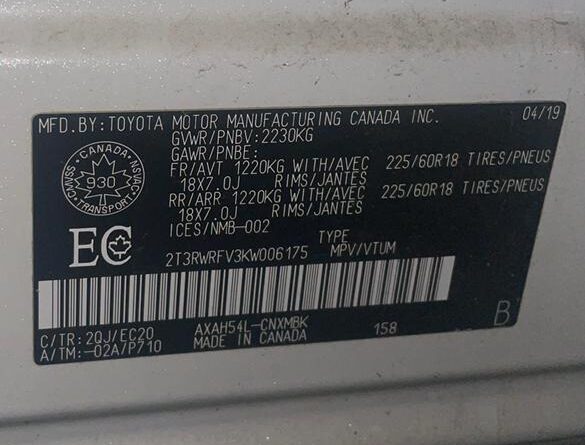 MFD.BY:TOYOTA MOTOR MANUFACTURING CANADA INC. 04/19
GVWR/PNBV:2230KG
GAWR/PNBE:
FR/AVT 1220KG WITH/AVEC 225/60R18 TIRES/PNEUS
18X7.0J RIMS/JANTES
RR/ARR 1220KG WITH/AVEC 225/60R18 TIRES/PNEUS
18X7.0J RIMS/JANTES
ICES/NMB-002
CANADA
930
TRANSPORT
EC
TYPE
2T3RWRFV3KW006175 MPV/VTUM
C/TR:2QJ/EC20 AXAH54L-CNXMBK 158 B
A/TM:-02A/P710 MADE IN CANADA